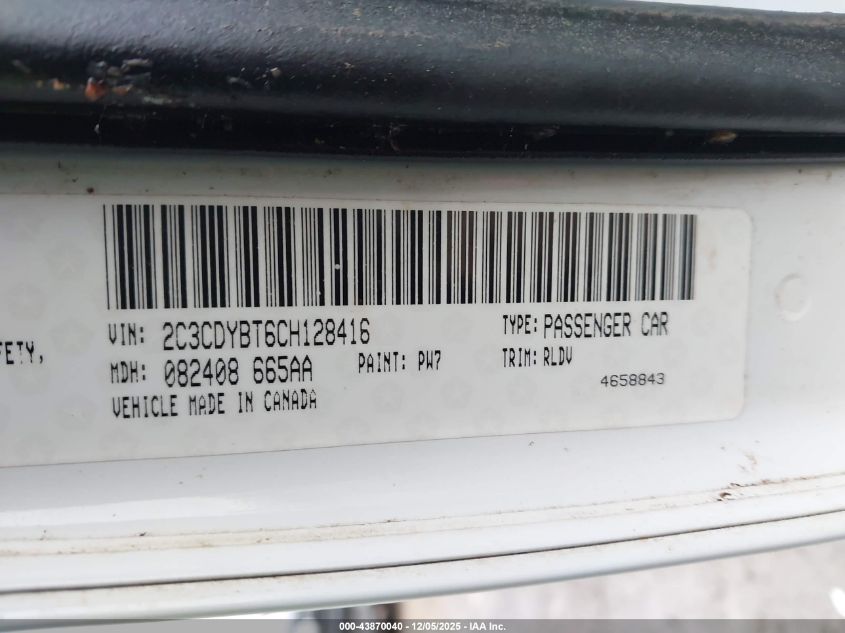 VIN: 2C3CDYBT6CH128416 TYPE: PASSENGER CAR
FETY,
MDH: 082408 665AA PAINT: PW7 TRIM: RLDV
VEHICLE MADE IN CANADA 4658843
000-43870040 - 12/05/2025 - IAA Inc.